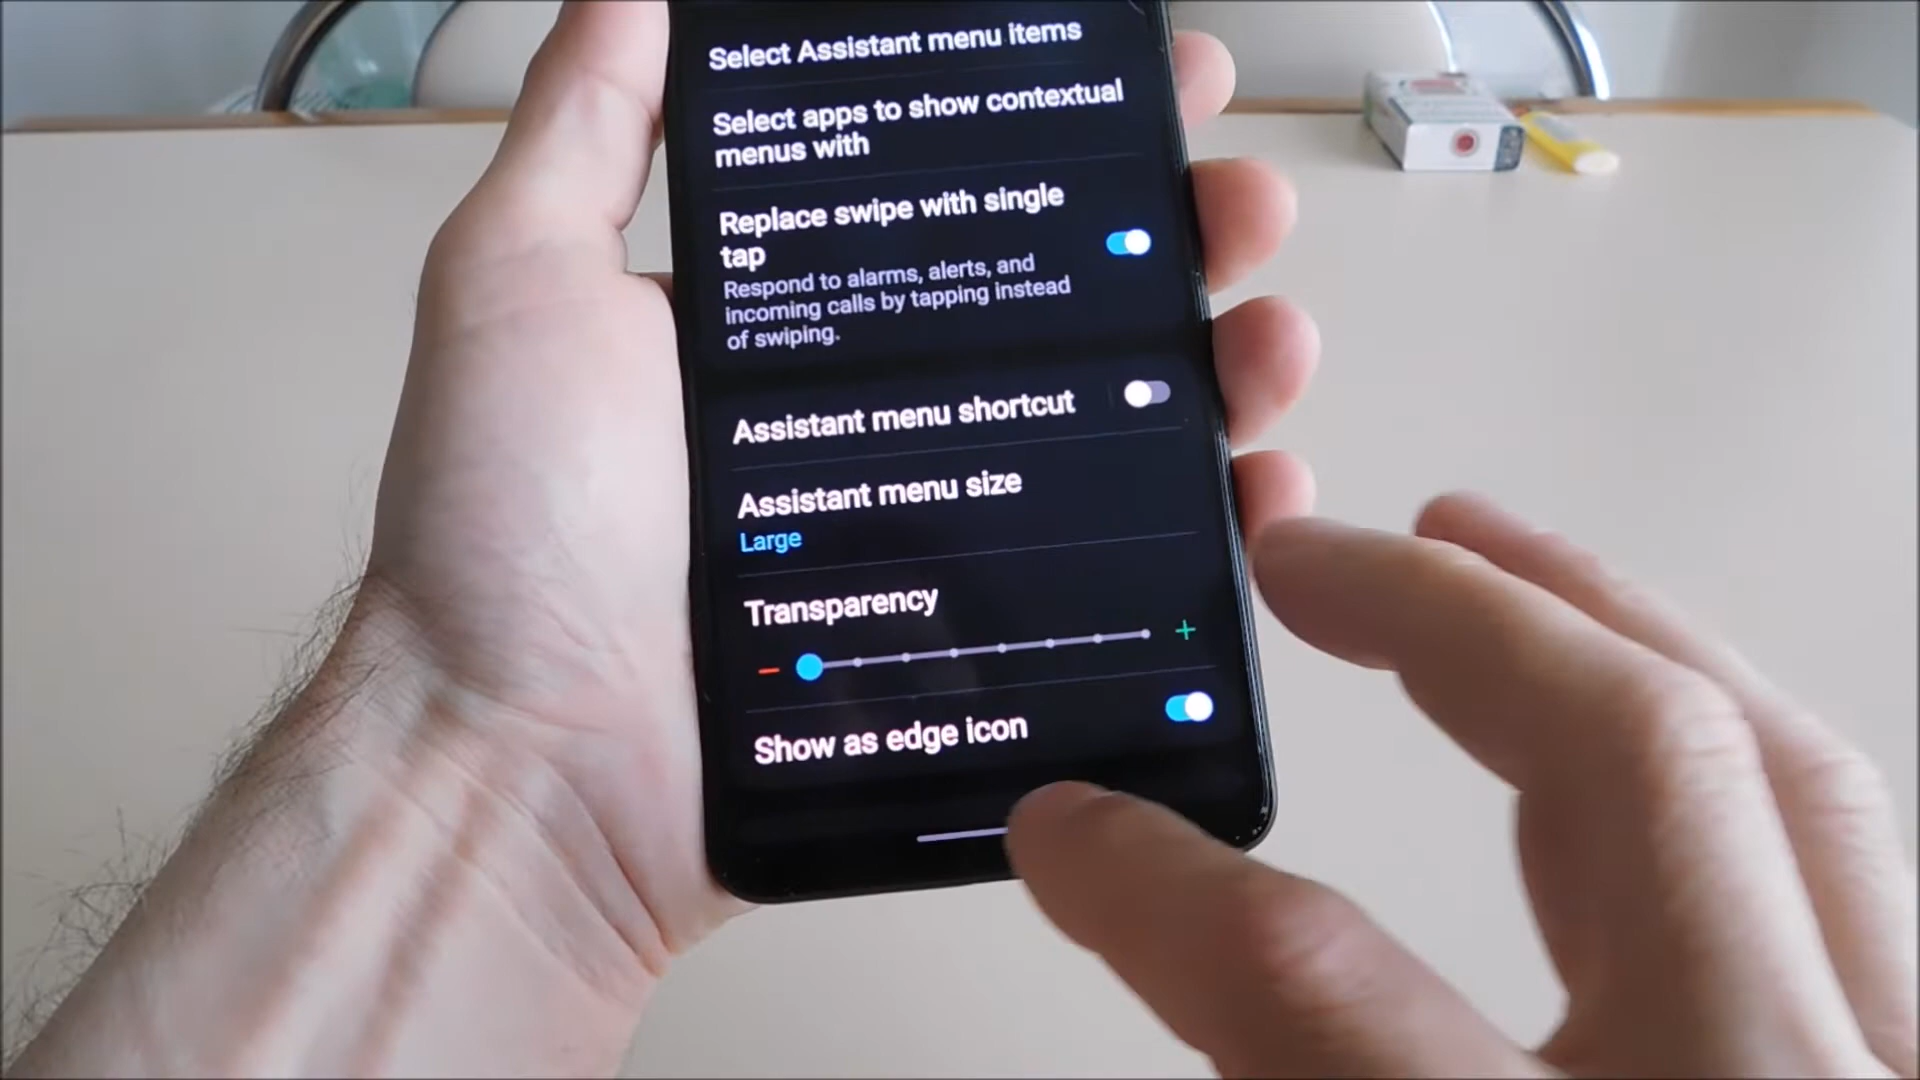 Select Assistant menu items
Select apps to show contextual
menus with
Replace swipe with single
tap
Respond to alarms, alerts, and
incoming calls by tapping instead
of swiping.
Assistant menu shortcut
Assistant menu size
Large
Transparency
Show as edge icon